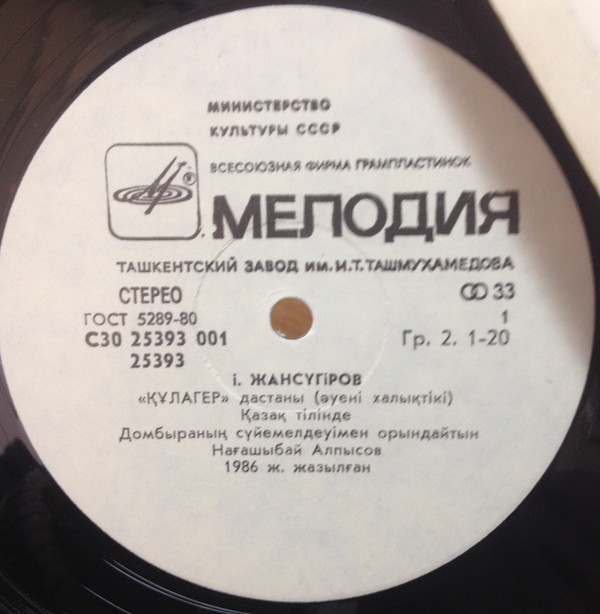 МИНИСТЕРСТВО
КУЛЬТУРЫ СССР
ВСЕСОЮЗНАЯ ФИРМА ГРАМПЛАСТИНОК
®
МЕЛОДИЯ
ТАШКЕНТСКИЙ ЗАВОД ИМ. И.Т.ТАШМУХАМЕДОВА
СТЕРЕО
33
ГОСТ 5289-80
1
С30 25393 001
Гр. 2. 1-20
25393
і. ЖАНСҮГІРОВ
«ҚҰЛАГЕР» дастаны (әуені халықтікі)
Қазақ тілінде
Домбыраның сүйемелдеуімен орындайтын
Нағашыбай Алпысов
1986 ж. жазылған